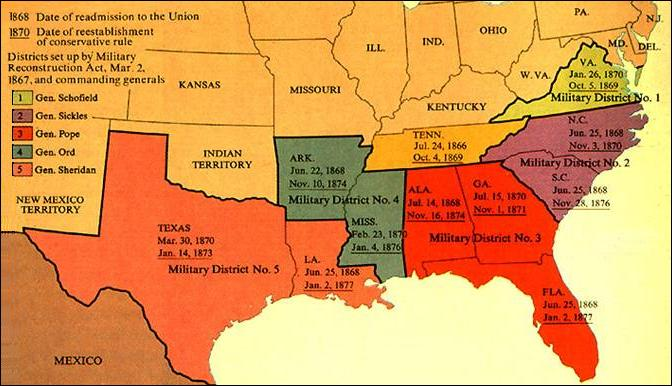 1868 Date of readmission to the Union
1870 Date of reestablishment
of conservative rule
Districts set up by Military
Reconstruction Act, Mar. 2,
1867, and commanding generals
1 Gen. Schofield
2 Gen. Sickles
3 Gen. Pope
4 Gen. Ord
5 Gen. Sheridan
PA.
N.J.
MD.
DEL.
OHIO
IND.
ILL.
W. VA.
VA.
Jan. 26, 1870
Oct. 5, 1869
Military District No. 1
KANSAS
MISSOURI
KENTUCKY
N.C.
Jun. 25, 1868
Nov. 3, 1870
Military District No. 2
S.C.
Jun. 25, 1868
Nov. 28, 1876
TENN.
Jul. 24, 1866
Oct. 4, 1869
INDIAN
TERRITORY
ARK.
Jun. 22, 1868
Nov. 10, 1874
Military District No. 4
MISS.
Feb. 23, 1870
Jan. 4, 1876
ALA.
Jul. 14, 1868
Nov. 16, 1874
GA.
Jul. 15, 1870
Nov. 1, 1871
Military District No. 3
NEW MEXICO
TERRITORY
TEXAS
Mar. 30, 1870
Jan. 14, 1873
Military District No. 5
LA.
Jun. 25, 1868
Jan. 2, 1877
FLA.
Jun. 25, 1868
Jan. 2, 1877
MEXICO